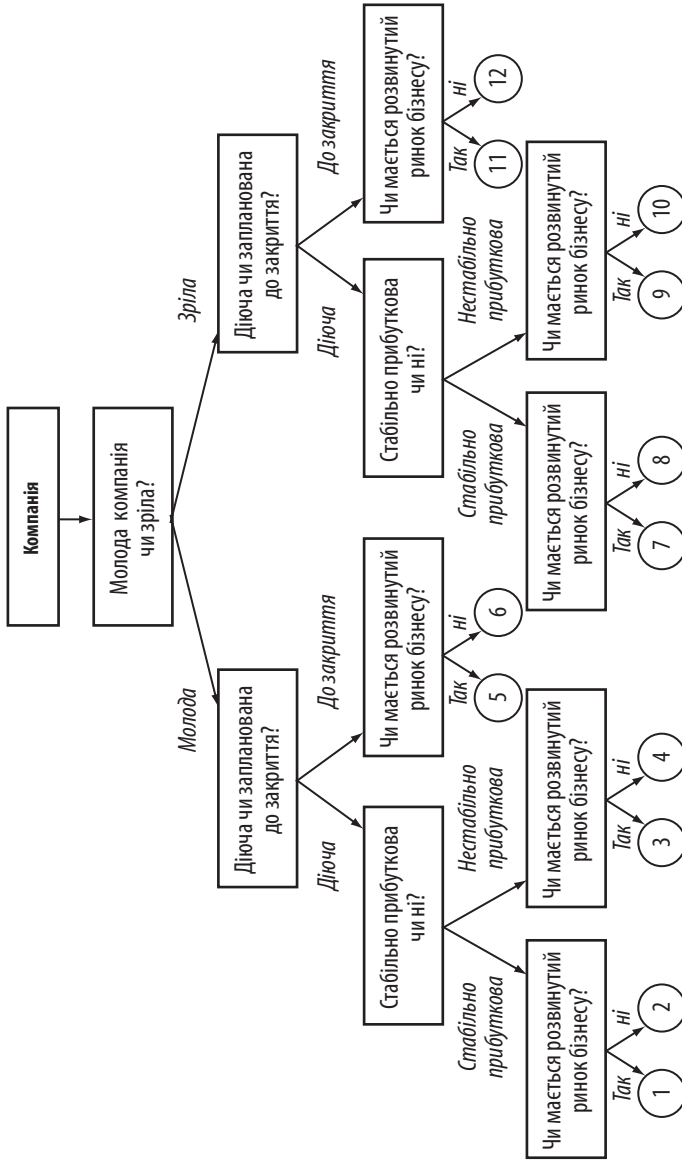 Компанія
Молода компанія
чи зріла?
Молода
Зріла
Діюча чи запланована
до закриття?
Діюча чи запланована
до закриття?
Діюча
До закриття
Діюча
До закриття
Стабільно прибуткова
чи ні?
Чи мається розвинутий
ринок бізнесу?
Стабільно прибуткова
чи ні?
Чи мається розвинутий
ринок бізнесу?
Стабільно
прибуткова
Нестабільно
прибуткова
Так
ні
5
6
Стабільно
прибуткова
Нестабільно
прибуткова
Так
ні
11
12
Чи мається розвинутий
ринок бізнесу?
Чи мається розвинутий
ринок бізнесу?
Чи мається розвинутий
ринок бізнесу?
Чи мається розвинутий
ринок бізнесу?
Так
ні
Так
ні
Так
ні
Так
ні
1
2
3
4
7
8
9
10